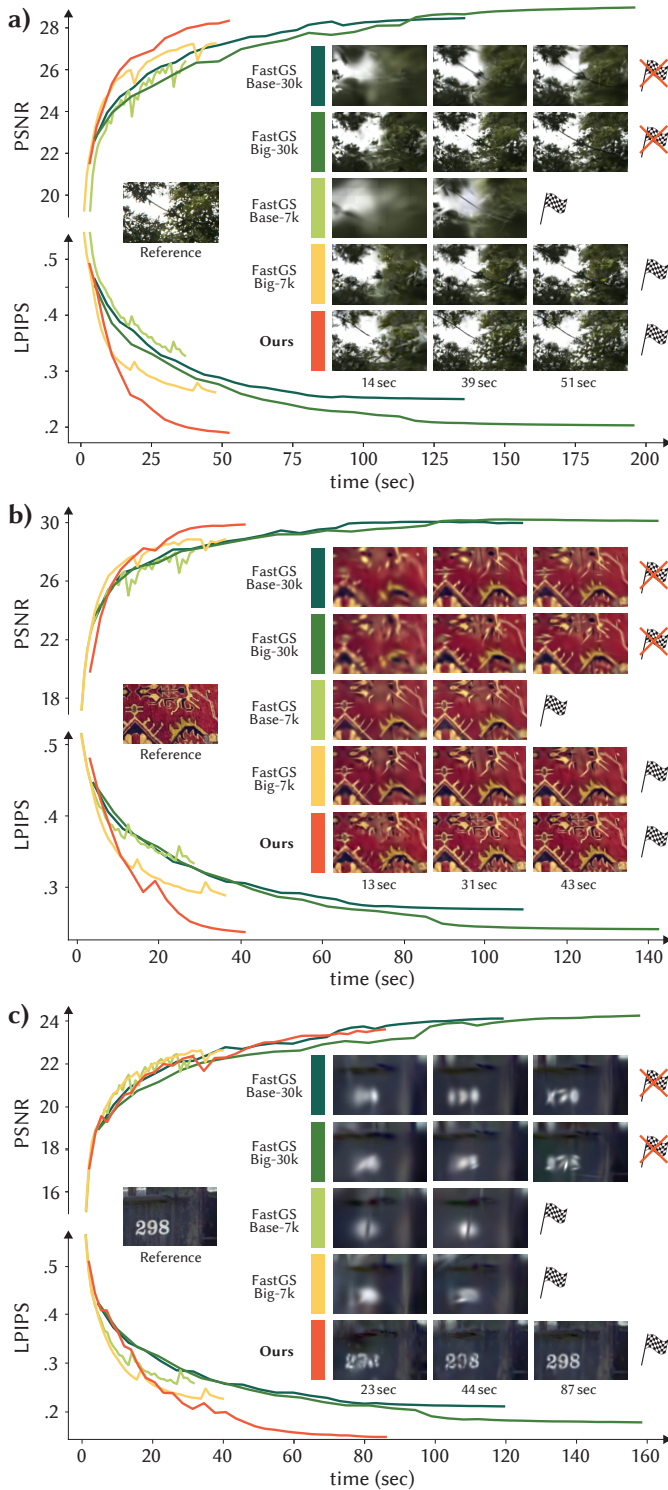 a)
28
26
24
22
20
PSNR
FastGS
Base-30k
FastGS
Big-30k
FastGS
Base-7k
FastGS
Big-7k
Ours
Reference
.5
.4
.3
.2
LPIPS
14 sec
39 sec
51 sec
0
25
50
75
100
125
150
175
200
time (sec)
b)
30
26
22
18
PSNR
FastGS
Base-30k
FastGS
Big-30k
FastGS
Base-7k
FastGS
Big-7k
Ours
Reference
.5
.4
.3
LPIPS
13 sec
31 sec
43 sec
0
20
40
60
80
100
120
140
time (sec)
c)
24
22
20
18
16
PSNR
FastGS
Base-30k
FastGS
Big-30k
FastGS
Base-7k
FastGS
Big-7k
Ours
298
Reference
.5
.4
.3
.2
LPIPS
298
298
298
23 sec
44 sec
87 sec
0
20
40
60
80
100
120
140
160
time (sec)